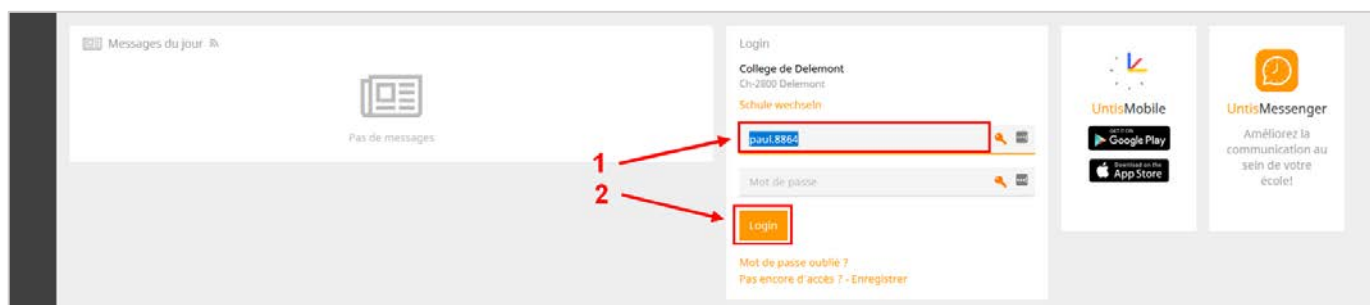 Messages du jour
Pas de messages
1
2
Login
College de Delemont
Ch-2800 Delemont
Schule wechseln
paul.8864
Mot de passe
Login
Mot de passe oublié ?
Pas encore d'accès ? - Enregistrer
UntisMobile
GET IT ON
Google Play
Download on the
App Store
UntisMessenger
Améliorez la
communication au
sein de votre
école!